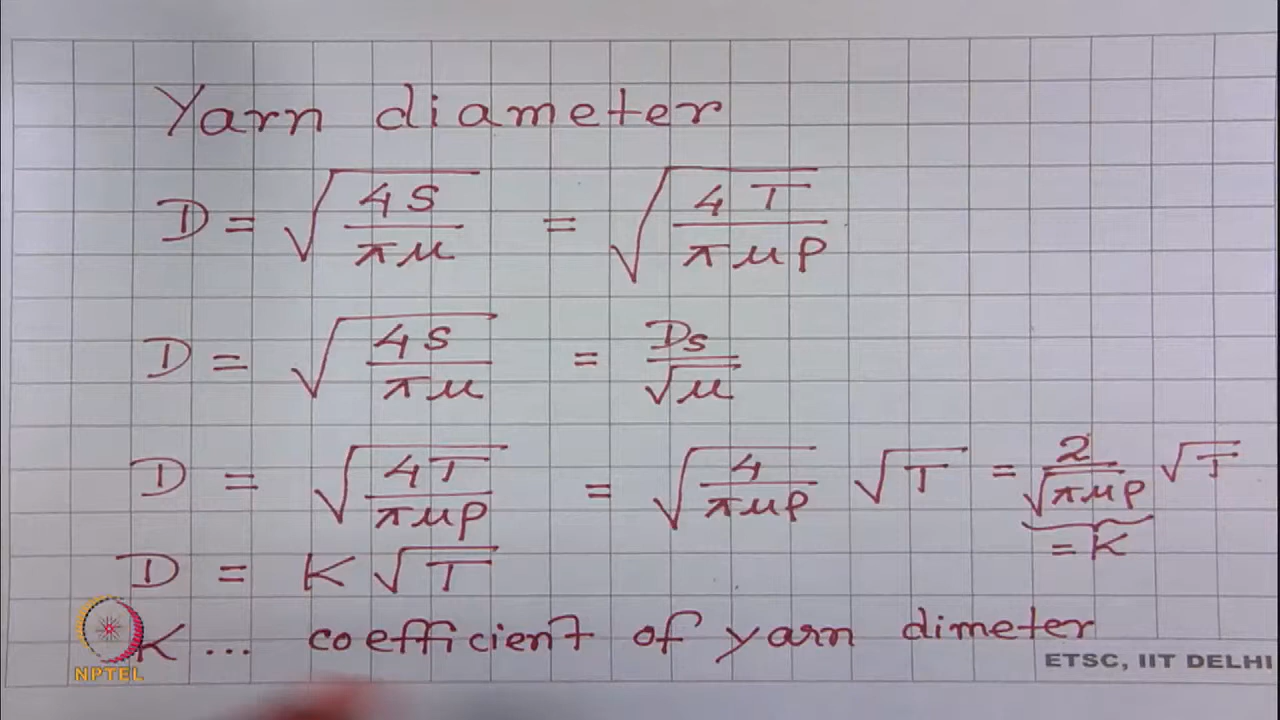 Yarn diameter
D = √(4S / πμ) = √(4T / πμρ)
D = √(4S / πμ) = Ds / √μ
D = √(4T / πμρ) = √(4 / πμρ) √T = 2 / √(πμρ) √T
= K
D = K √T
K ... coefficient of yarn dimeter
NPTEL
ETSC, IIT DELHI